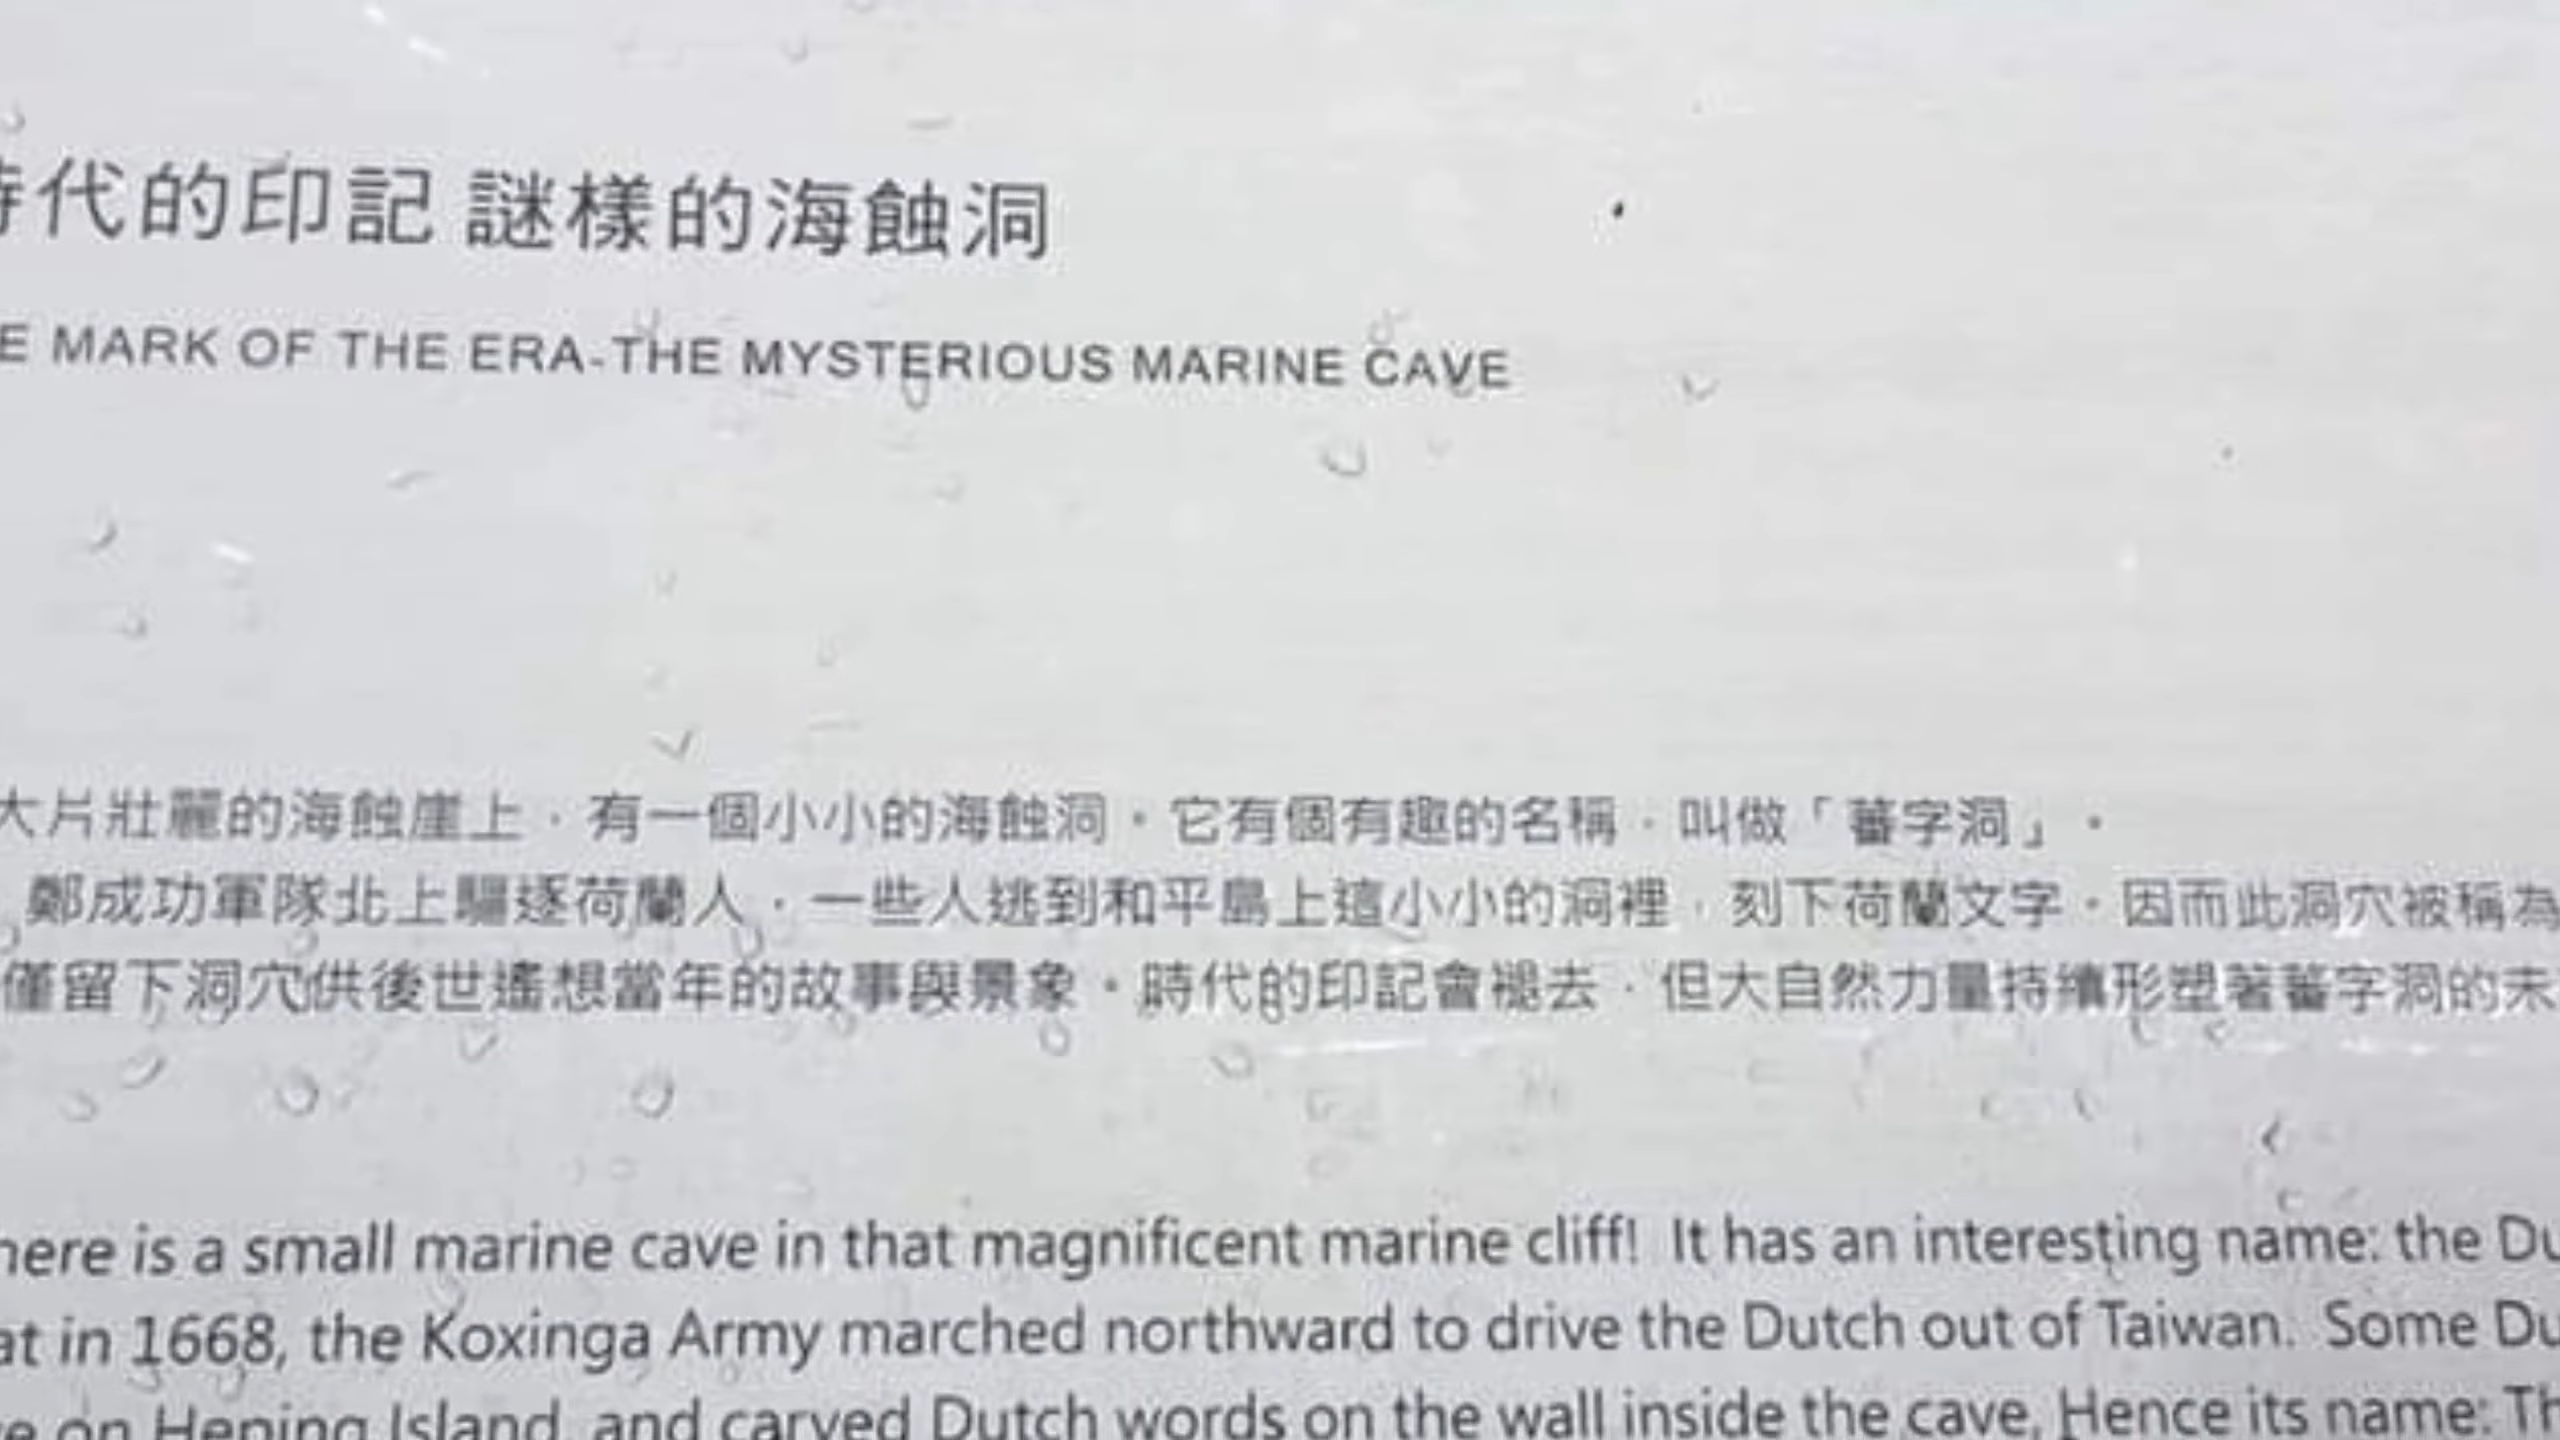 時代的印記 謎樣的海蝕洞
E MARK OF THE ERA-THE MYSTERIOUS MARINE CAVE
大片壯麗的海蝕崖上，有一個小小的海蝕洞。它有個有趣的名稱，叫做「蕃字洞」。
鄭成功軍隊北上驅逐荷蘭人，一些人逃到和平島上這小小的洞裡，刻下荷蘭文字。因而此洞穴被稱為
僅留下洞穴供後世遙想當年的故事與景象。時代的印記會褪去，但大自然力量持續形塑著蕃字洞的未
here is a small marine cave in that magnificent marine cliff! It has an interesting name: the Du
at in 1668, the Koxinga Army marched northward to drive the Dutch out of Taiwan. Some Du
e on Heping Island, and carved Dutch words on the wall inside the cave, Hence its name: Th